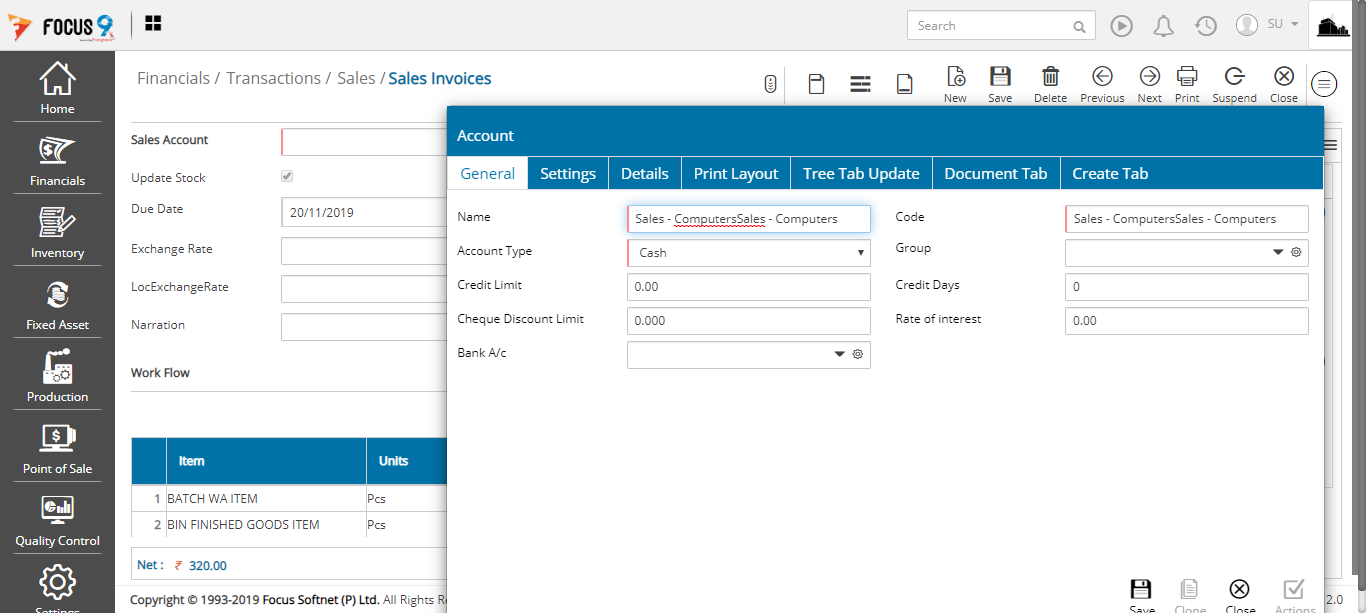 FOCUS 9
Search
SU
Home
Financials
Inventory
Fixed Asset
Production
Point of Sale
Quality Control
Settings
Financials / Transactions / Sales / Sales Invoices
New Save Delete Previous Next Print Suspend Close
Sales Account
Update Stock
Due Date 20/11/2019
Exchange Rate
LocExchangeRate
Narration
Work Flow
Item Units
1 BATCH WA ITEM Pcs
2 BIN FINISHED GOODS ITEM Pcs
Net : ₹ 320.00
Account
General Settings Details Print Layout Tree Tab Update Document Tab Create Tab
Name Sales - ComputersSales - Computers Code Sales - ComputersSales - Computers
Account Type Cash Group
Credit Limit 0.00 Credit Days 0
Cheque Discount Limit 0.000 Rate of interest 0.00
Bank A/c
Save Clone Close Actions
Copyright © 1993-2019 Focus Softnet (P) Ltd. All Rights
2.0